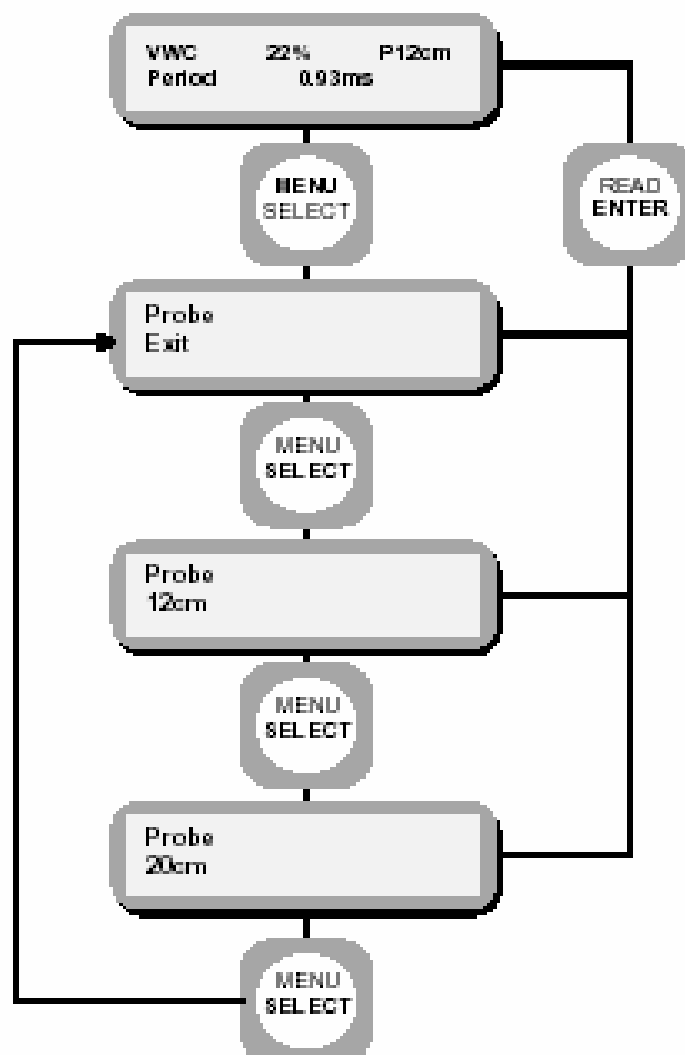 VWC 22% P12cm
Period 0.93ms
MENU
SELECT
READ
ENTER
Probe
Exit
MENU
SELECT
Probe
12cm
MENU
SELECT
Probe
20cm
MENU
SELECT